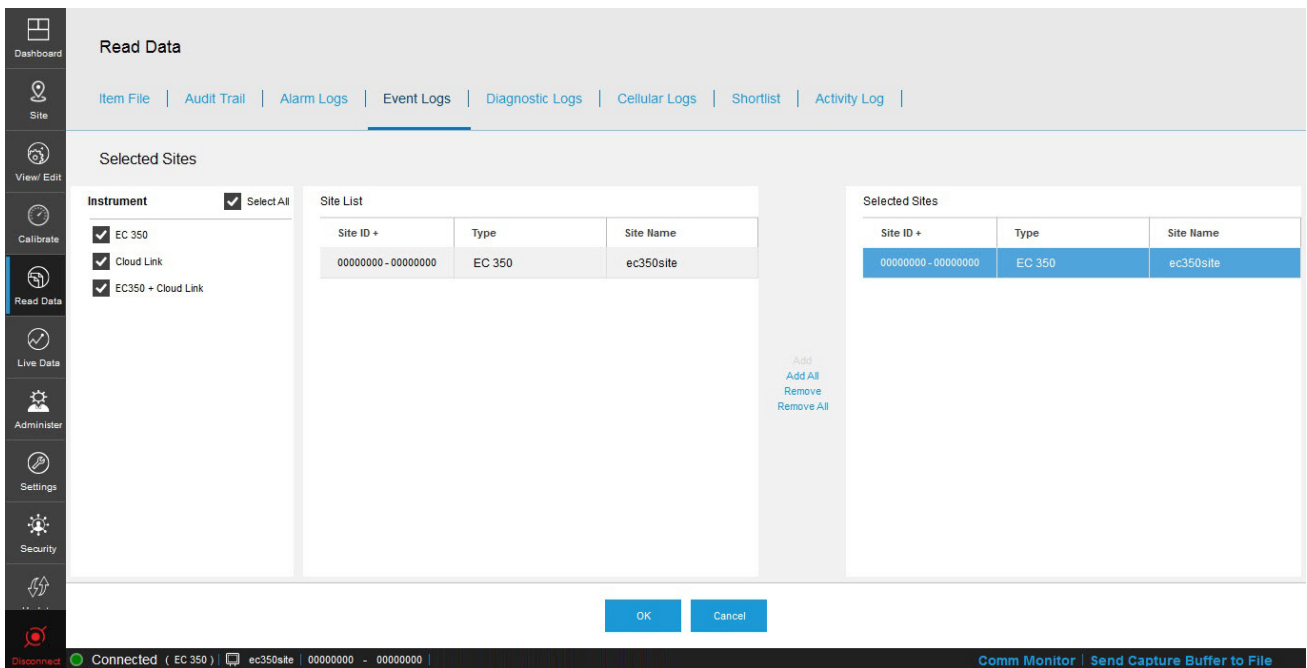 Dashboard
Site
View/ Edit
Calibrate
Read Data
Live Data
Administer
Settings
Security
Disconnect
Read Data
Item File | Audit Trail | Alarm Logs | Event Logs | Diagnostic Logs | Cellular Logs | Shortlist | Activity Log |
Selected Sites
Instrument Select All
EC 350
Cloud Link
EC350 + Cloud Link
Site List
Site ID + Type Site Name
00000000 - 00000000 EC 350 ec350site
Add
Add All
Remove
Remove All
Selected Sites
Site ID + Type Site Name
00000000 - 00000000 EC 350 ec350site
OK Cancel
Connected ( EC 350 ) | ec350site | 00000000 - 00000000 |
Comm Monitor | Send Capture Buffer to File